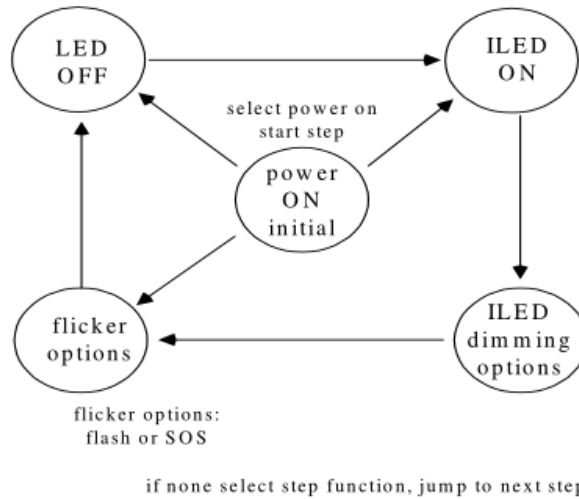 LED
OFF
ILED
ON
select power on
start step
power
ON
initial
flicker
options
ILED
dimming
options
flicker options:
flash or SOS
if none select step function, jump to next step